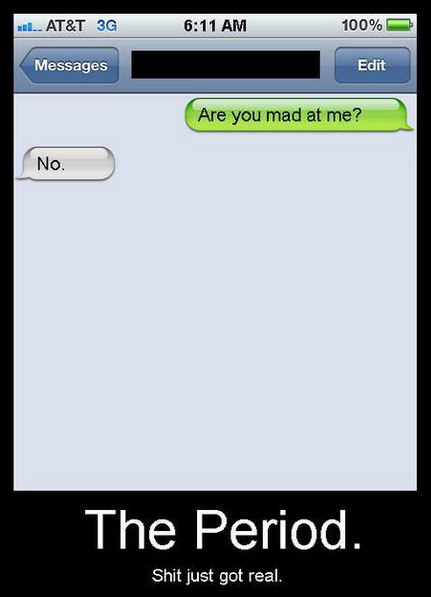 AT&T 3G 6:11 AM 100%
Messages Edit
Are you mad at me?
No.
The Period.
Shit just got real.